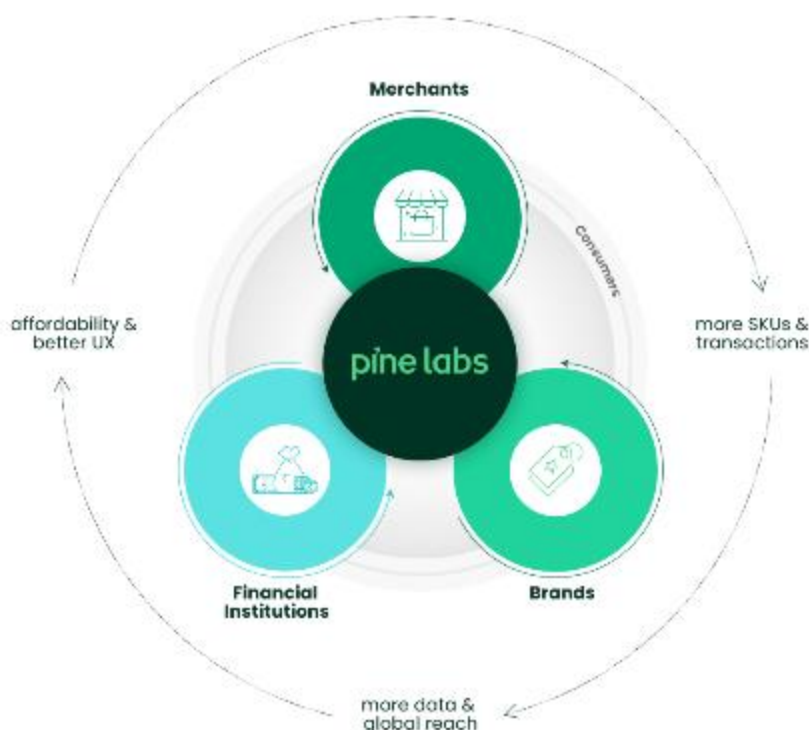 Merchants
Consumers
affordability &
better UX
pine labs
more SKUs &
transactions
Financial
Institutions
Brands
more data &
global reach